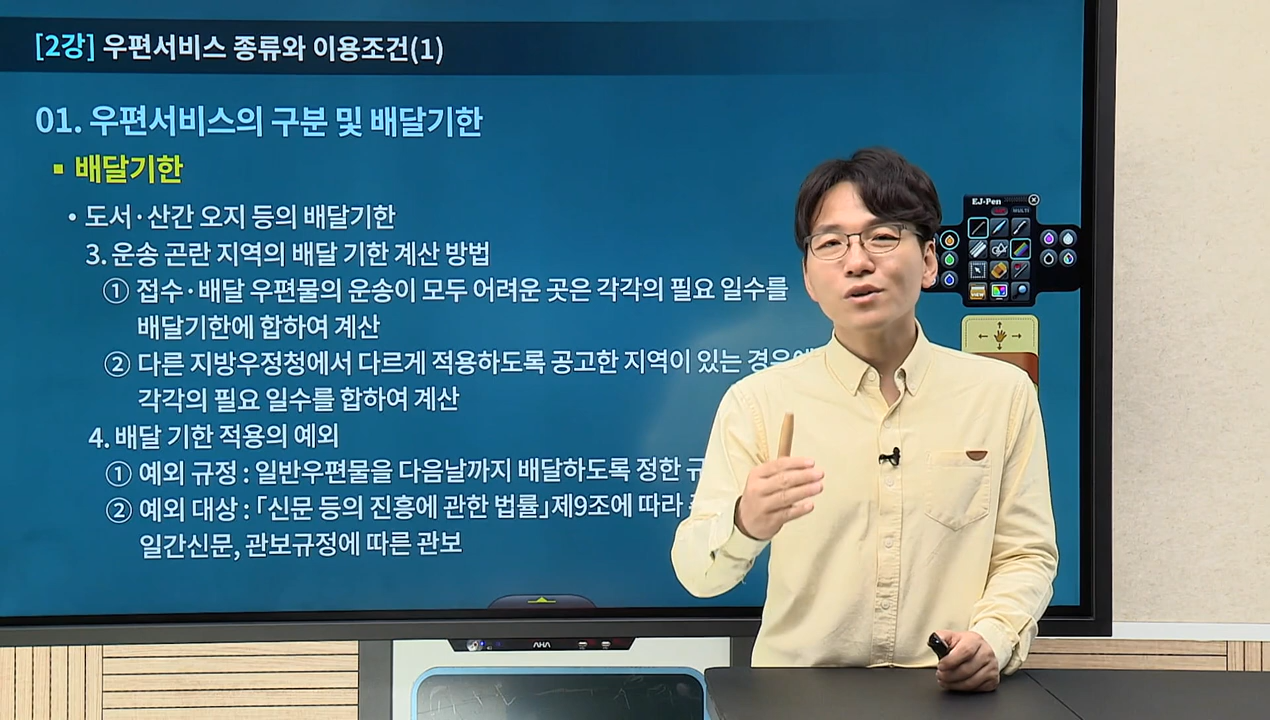 [2강] 우편서비스 종류와 이용조건(1)
01. 우편서비스의 구분 및 배달기한
▪ 배달기한
• 도서·산간 오지 등의 배달기한
3. 운송 곤란 지역의 배달 기한 계산 방법
① 접수·배달 우편물의 운송이 모두 어려운 곳은 각각의 필요 일수를
배달기한에 합하여 계산
② 다른 지방우정청에서 다르게 적용하도록 공고한 지역이 있는 경우에
각각의 필요 일수를 합하여 계산
4. 배달 기한 적용의 예외
① 예외 규정 : 일반우편물을 다음날까지 배달하도록 정한
② 예외 대상 : 「신문 등의 진흥에 관한 법률」제9조에 따라
일간신문, 관보규정에 따른 관보
EJ-Pen
MULTI
VIEW
AHA